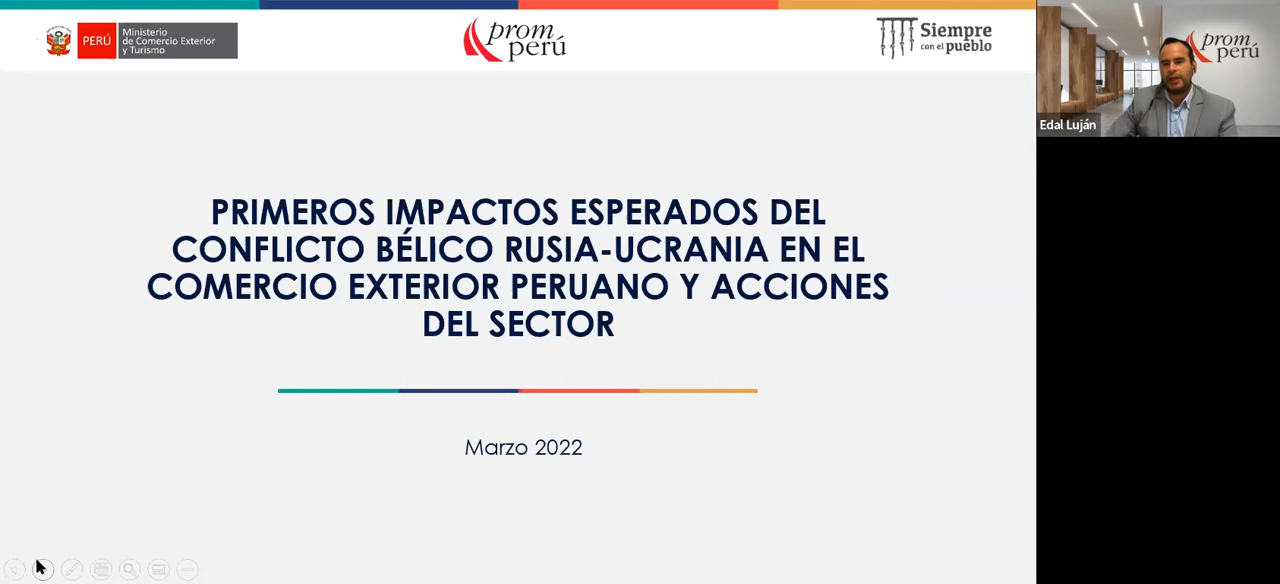 PERÚ
Ministerio
de Comercio Exterior
y Turismo
prom
perú
Siempre
con el pueblo
prom
perú
Edal Luján
PRIMEROS IMPACTOS ESPERADOS DEL
CONFLICTO BÉLICO RUSIA-UCRANIA EN EL
COMERCIO EXTERIOR PERUANO Y ACCIONES
DEL SECTOR
Marzo 2022